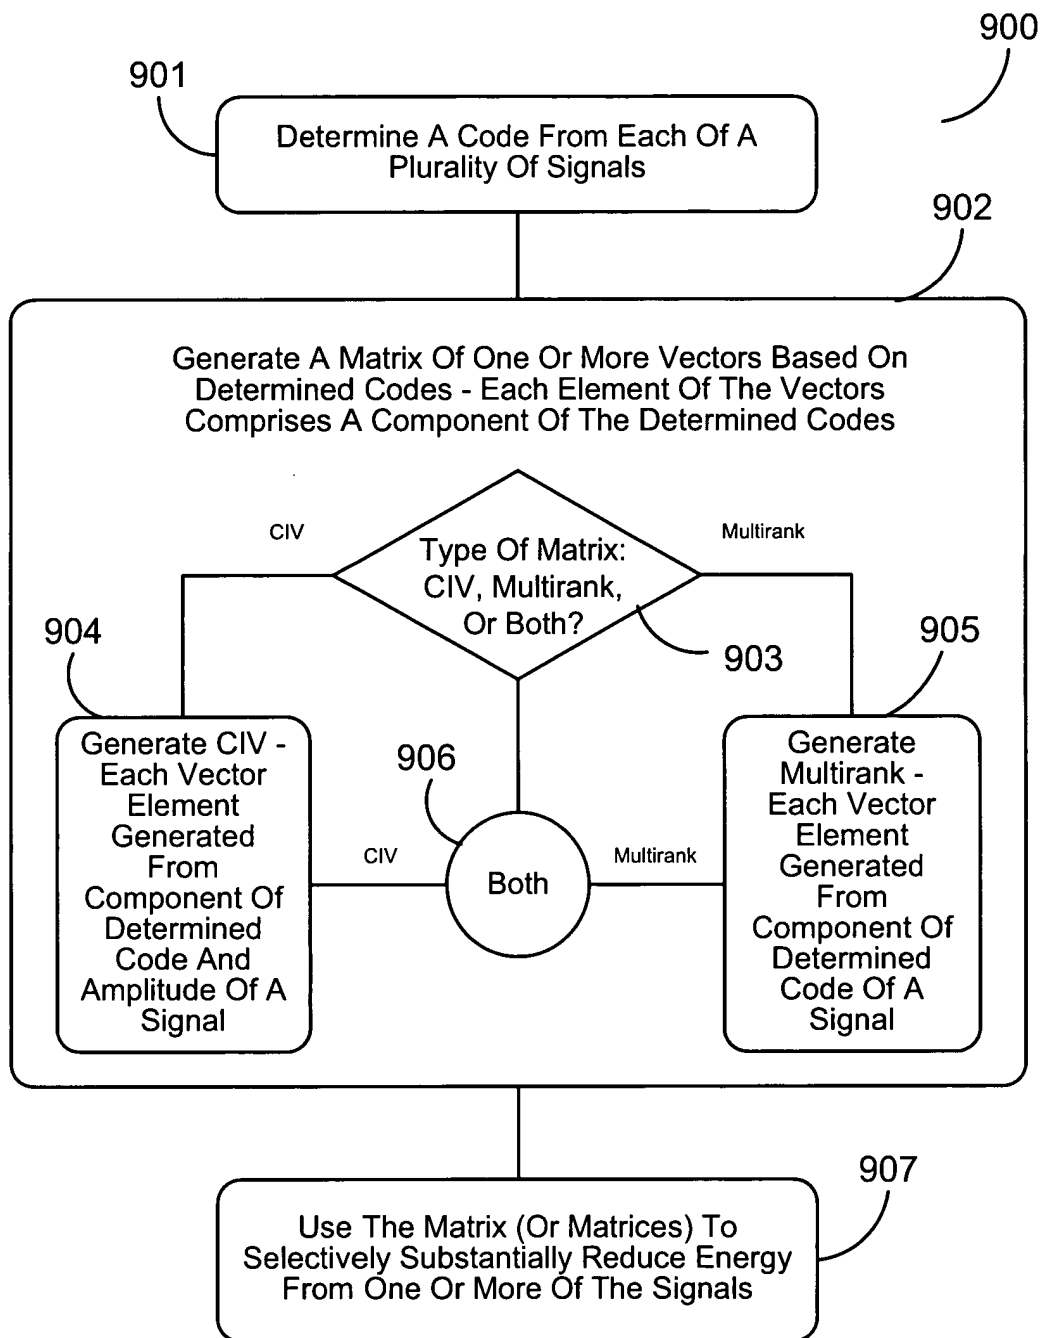 900
901
Determine A Code From Each Of A
Plurality Of Signals
902
Generate A Matrix Of One Or More Vectors Based On
Determined Codes - Each Element Of The Vectors
Comprises A Component Of The Determined Codes
CIV
Multirank
Type Of Matrix:
CIV, Multirank,
Or Both?
903
904
905
Generate CIV -
Each Vector
Element
Generated
From
Component Of
Determined
Code And
Amplitude Of A
Signal
906
CIV
Both
Multirank
Generate
Multirank -
Each Vector
Element
Generated
From
Component Of
Determined
Code Of A
Signal
907
Use The Matrix (Or Matrices) To
Selectively Substantially Reduce Energy
From One Or More Of The Signals